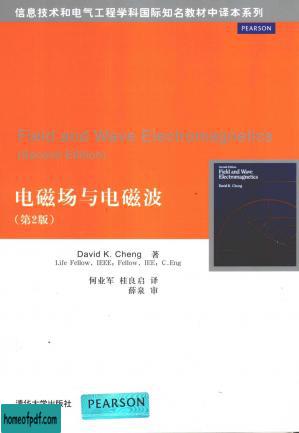 信息技术和电气工程学科国际知名教材中译本系列
PEARSON
Field and Wave Electromagnetics
(Second Edition)
Second Edition
Field and Wave
Electromagnetics
David K. Cheng
电磁场与电磁波
(第2版)
David K. Cheng 著
Life Fellow, IEEE; Fellow, IEE; C.Eng
何业军 桂良启 译
薛泉 审
清华大学出版社
PEARSON
homeofpdf.com